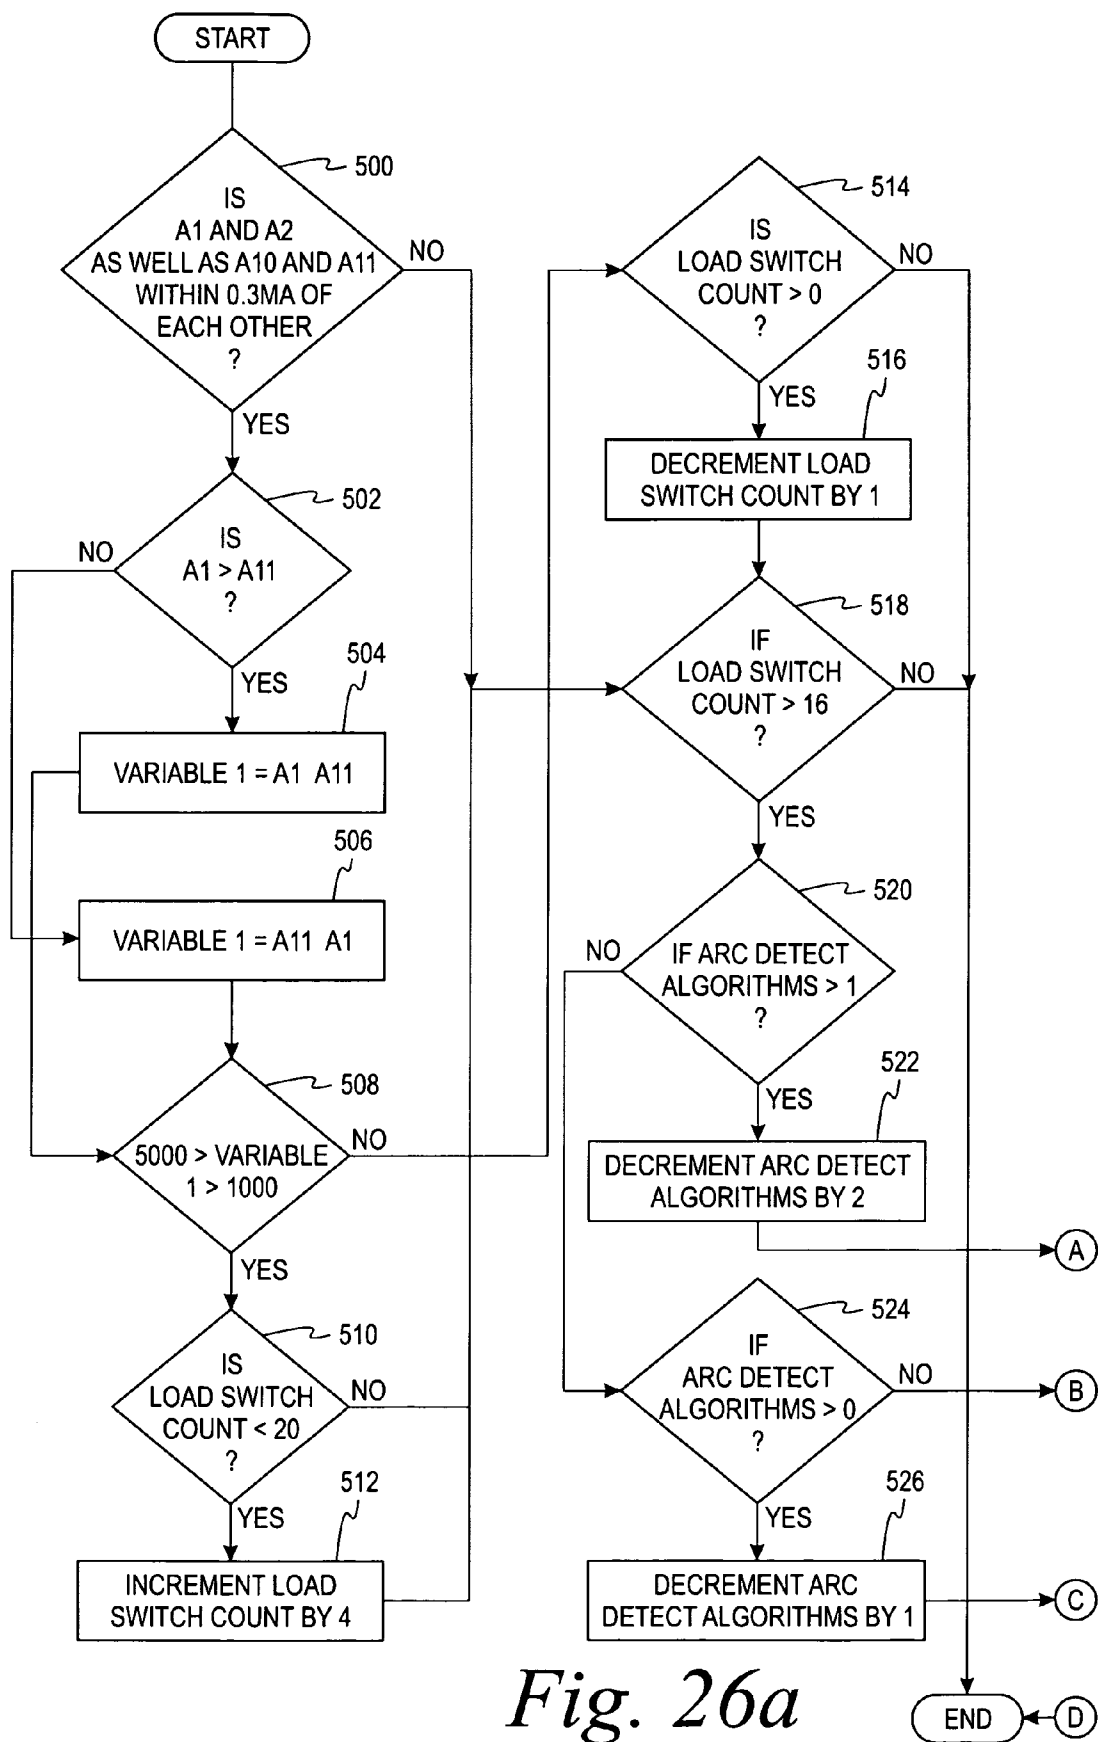 START
500
IS
A1 AND A2
AS WELL AS A10 AND A11
WITHIN 0.3MA OF
EACH OTHER
?
NO
YES
502
IS
A1 > A11
?
NO
YES
504
VARIABLE 1 = A1 A11
506
VARIABLE 1 = A11 A1
508
5000 > VARIABLE
1 > 1000
NO
YES
510
IS
LOAD SWITCH
COUNT < 20
?
NO
YES
512
INCREMENT LOAD
SWITCH COUNT BY 4
514
IS
LOAD SWITCH
COUNT > 0
?
NO
YES
516
DECREMENT LOAD
SWITCH COUNT BY 1
518
IF
LOAD SWITCH
COUNT > 16
?
NO
YES
520
IF ARC DETECT
ALGORITHMS > 1
?
NO
YES
522
DECREMENT ARC DETECT
ALGORITHMS BY 2
A
524
IF
ARC DETECT
ALGORITHMS > 0
?
NO
B
YES
526
DECREMENT ARC
DETECT ALGORITHMS BY 1
C
END
D
Fig. 26a